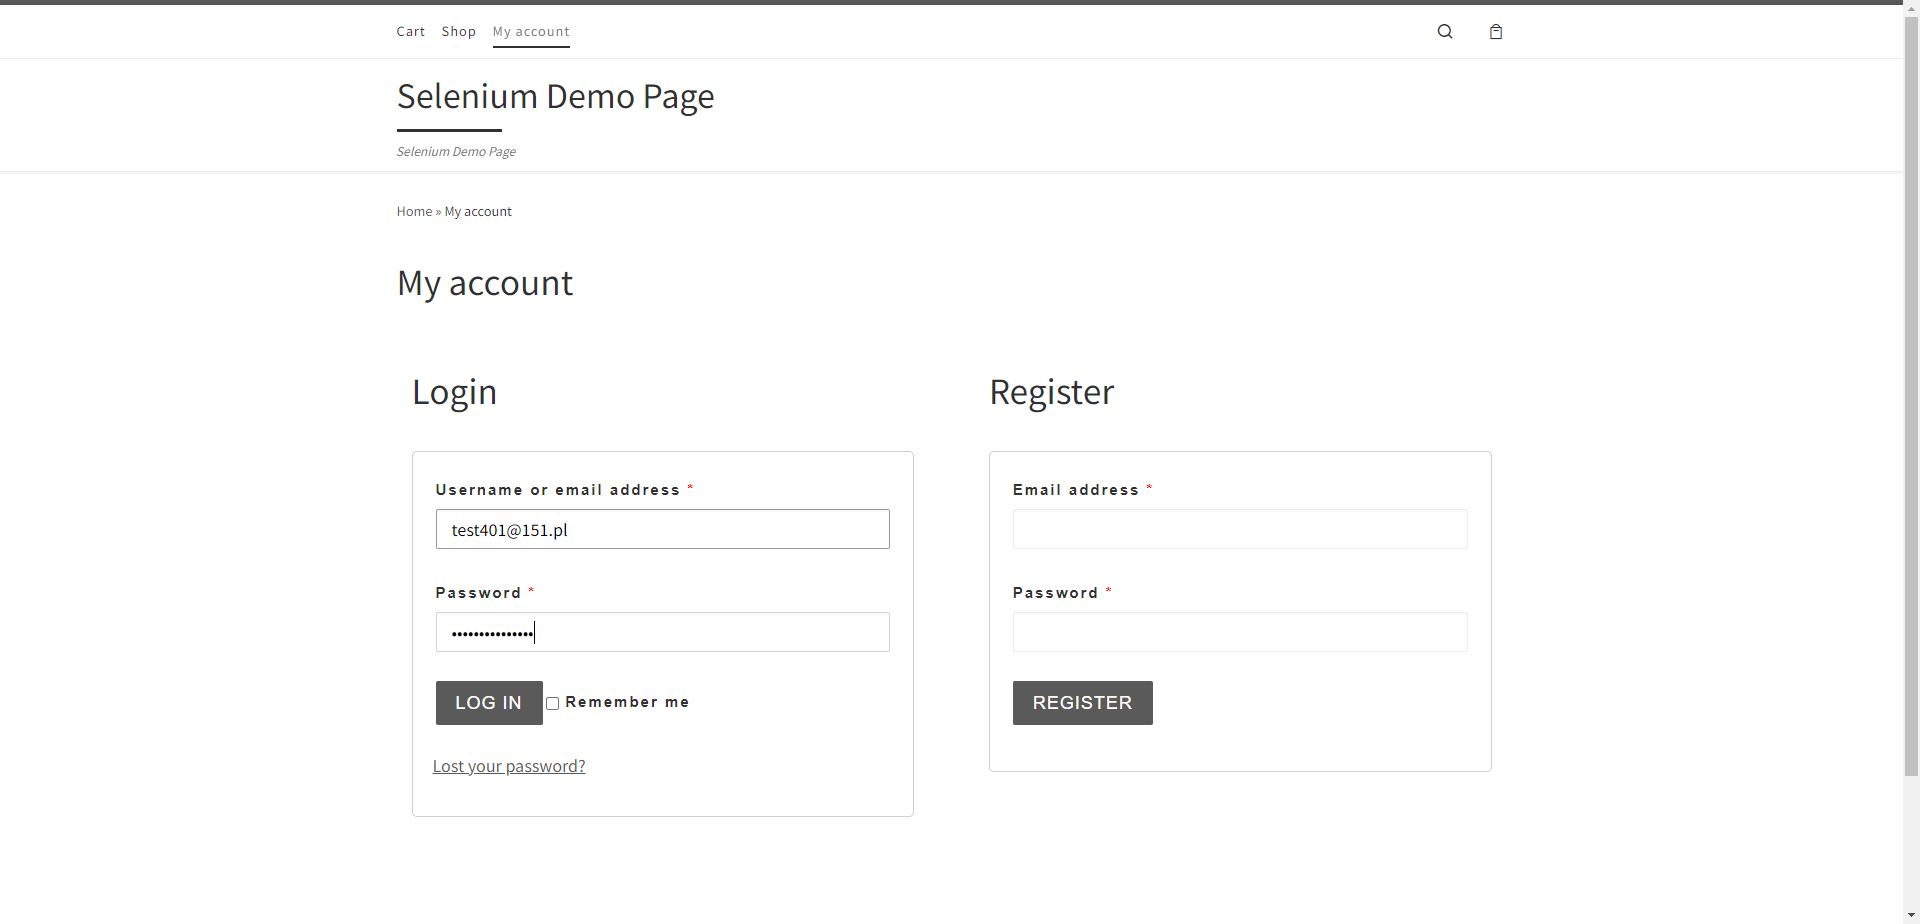 Cart Shop My account
Selenium Demo Page
Selenium Demo Page
Home » My account
My account
Login
Username or email address *
test401@151.pl
Password *
•••••••••••••••
LOG IN Remember me
Lost your password?
Register
Email address *
Password *
REGISTER